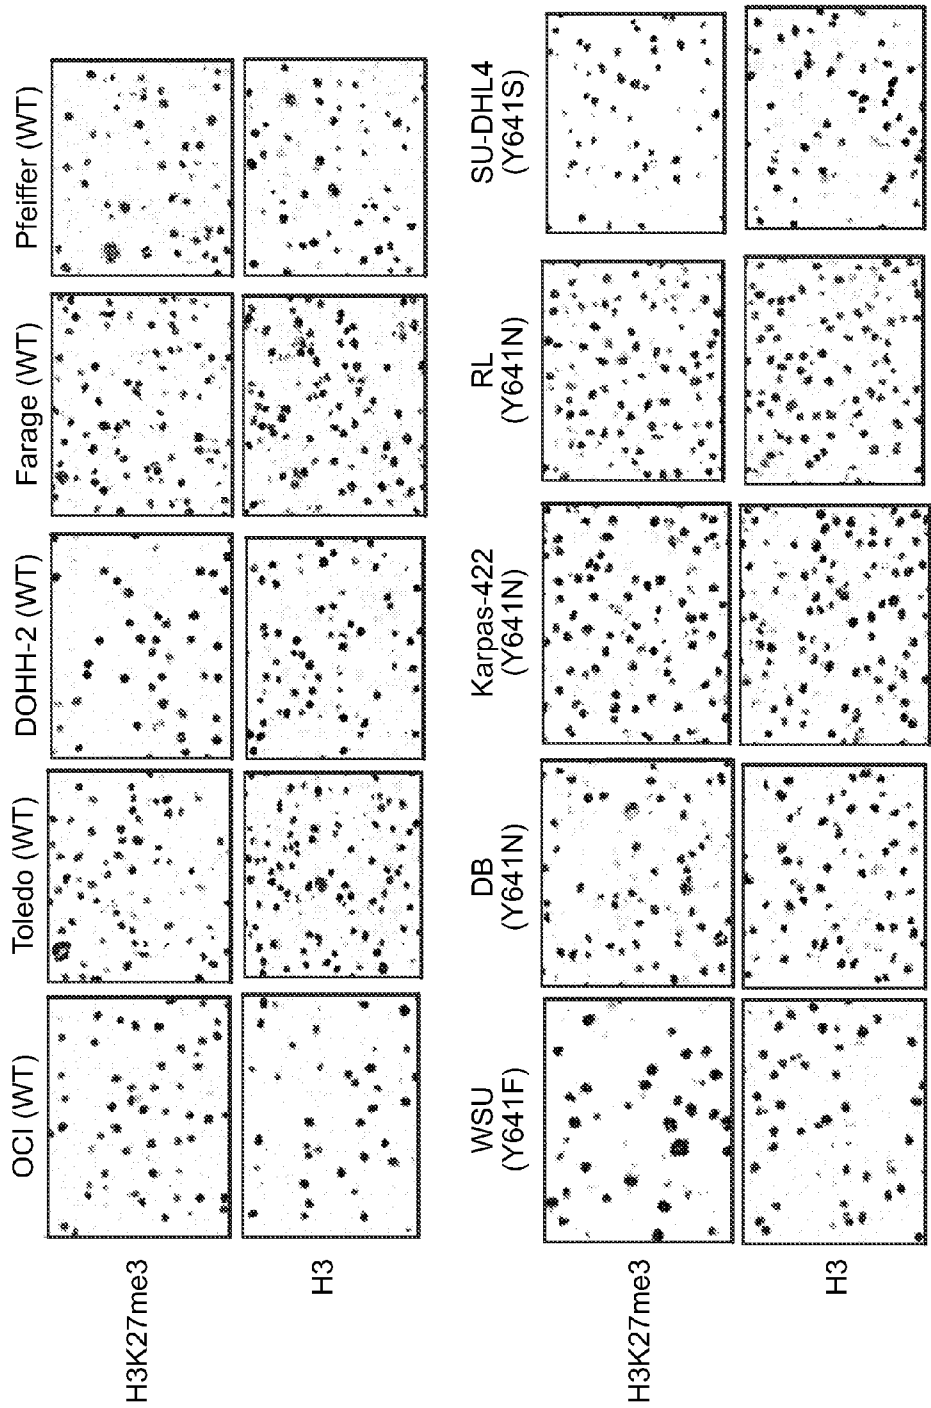 OCI (WT)
Toledo (WT)
DOHH-2 (WT)
Farage (WT)
Pfeiffer (WT)
H3K27me3
H3
WSU
(Y641F)
DB
(Y641N)
Karpas-422
(Y641N)
RL
(Y641N)
SU-DHL4
(Y641S)
H3K27me3
H3